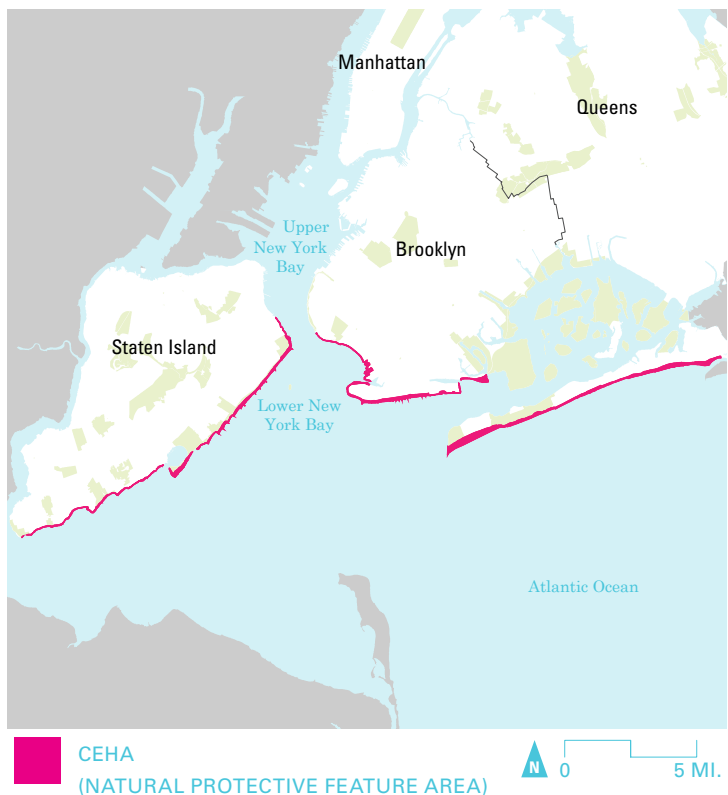 Manhattan
Queens
Upper
New York
Bay
Brooklyn
Staten Island
Lower New
York Bay
Atlantic Ocean
CEHA
(NATURAL PROTECTIVE FEATURE AREA)
N
0
5 MI.